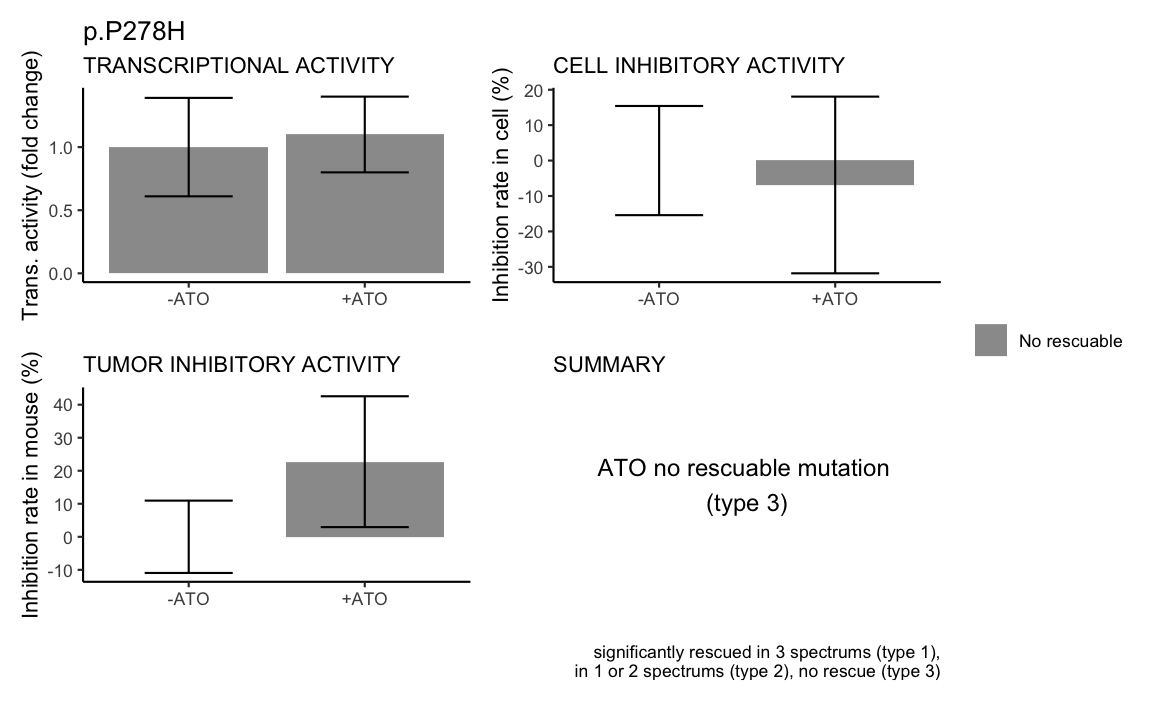 p.P278H
TRANSCRIPTIONAL ACTIVITY
Trans. activity (fold change)
1.0
0.5
0.0
-ATO
+ATO
CELL INHIBITORY ACTIVITY
Inhibition rate in cell (%)
20
10
0
-10
-20
-30
-ATO
+ATO
No rescuable
TUMOR INHIBITORY ACTIVITY
Inhibition rate in mouse (%)
40
30
20
10
0
-10
-ATO
+ATO
SUMMARY
ATO no rescuable mutation
(type 3)
significantly rescued in 3 spectrums (type 1),
in 1 or 2 spectrums (type 2), no rescue (type 3)